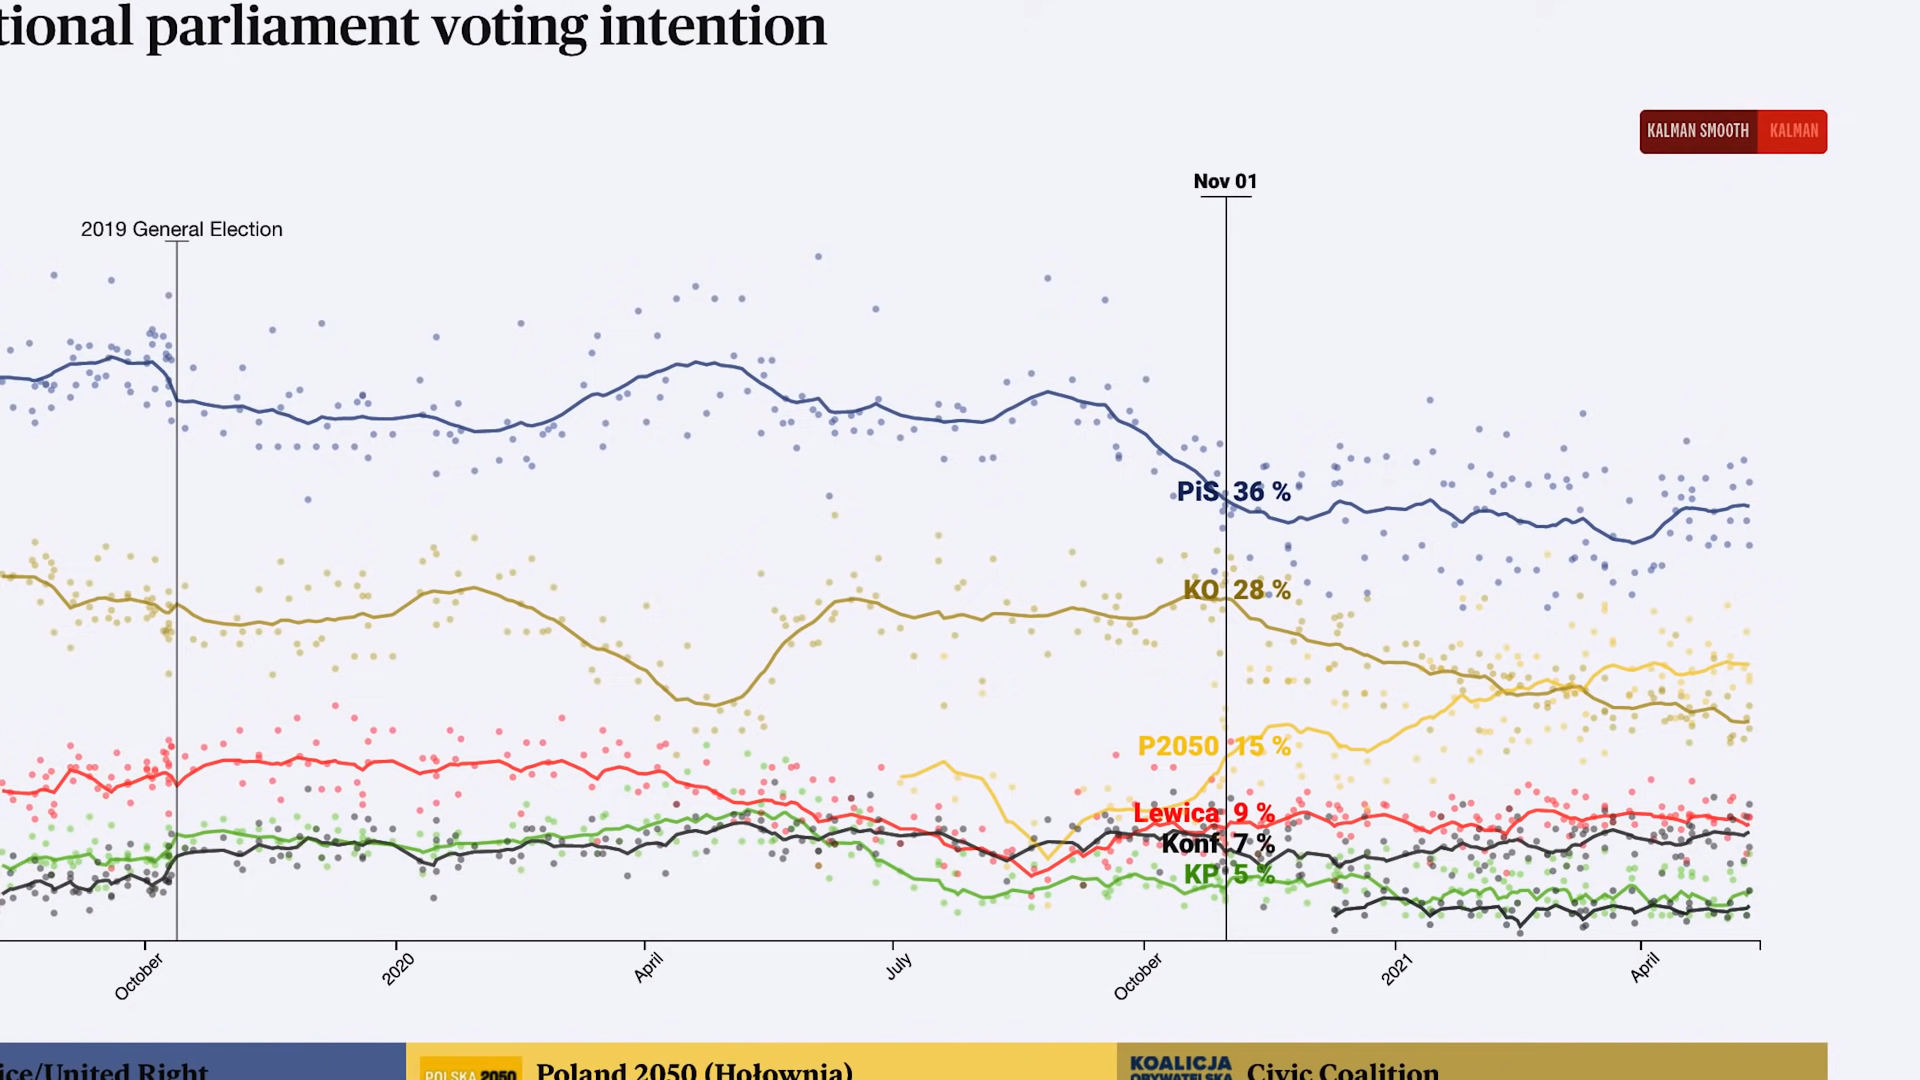 tional parliament voting intention
KALMAN SMOOTH KALMAN
Nov 01
2019 General Election
PiS 36 %
KO 28 %
P2050 15 %
Lewica 9 %
Konf 7 %
KP 5 %
October 2020 April July October 2021 April
ice/United Right
POLSKA 2050 Poland 2050 (Hołownia)
KOALICJA
OBYWATELSKA Civic Coalition